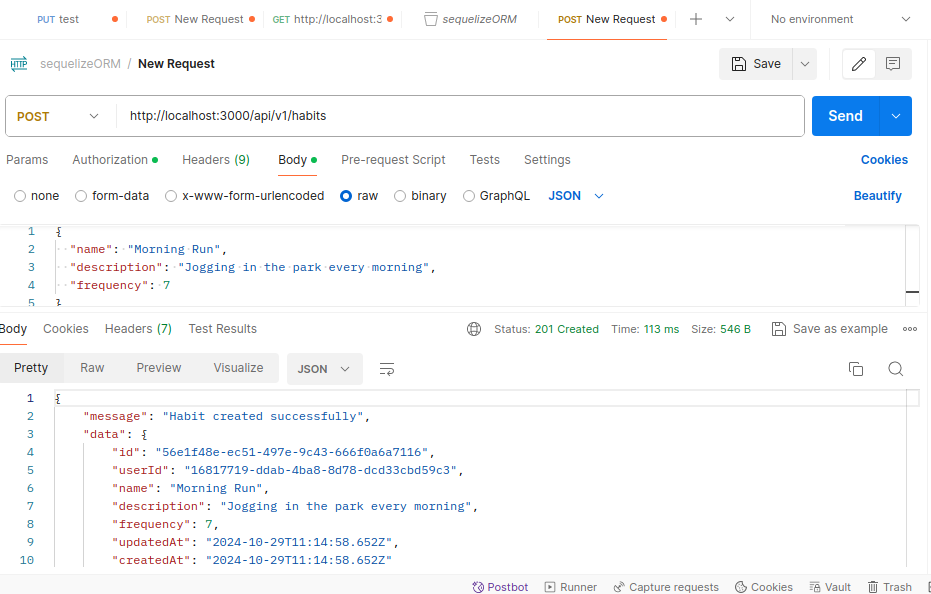 PUT test POST New Request GET http://localhost:3 sequelizeORM POST New Request No environment
HTTP sequelizeORM / New Request Save
POST http://localhost:3000/api/v1/habits Send
Params Authorization Headers (9) Body Pre-request Script Tests Settings Cookies
none form-data x-www-form-urlencoded raw binary GraphQL JSON Beautify
1 {
2 "name": "Morning Run",
3 "description": "Jogging in the park every morning",
4 "frequency": 7
5 }
Body Cookies Headers (7) Test Results Status: 201 Created Time: 113 ms Size: 546 B Save as example
Pretty Raw Preview Visualize JSON
1 {
2 "message": "Habit created successfully",
3 "data": {
4 "id": "56e1f48e-ec51-497e-9c43-666f0a6a7116",
5 "userId": "16817719-ddab-4ba8-8d78-dcd33cbd59c3",
6 "name": "Morning Run",
7 "description": "Jogging in the park every morning",
8 "frequency": 7,
9 "updatedAt": "2024-10-29T11:14:58.652Z",
10 "createdAt": "2024-10-29T11:14:58.652Z"
Postbot Runner Capture requests Cookies Vault Trash